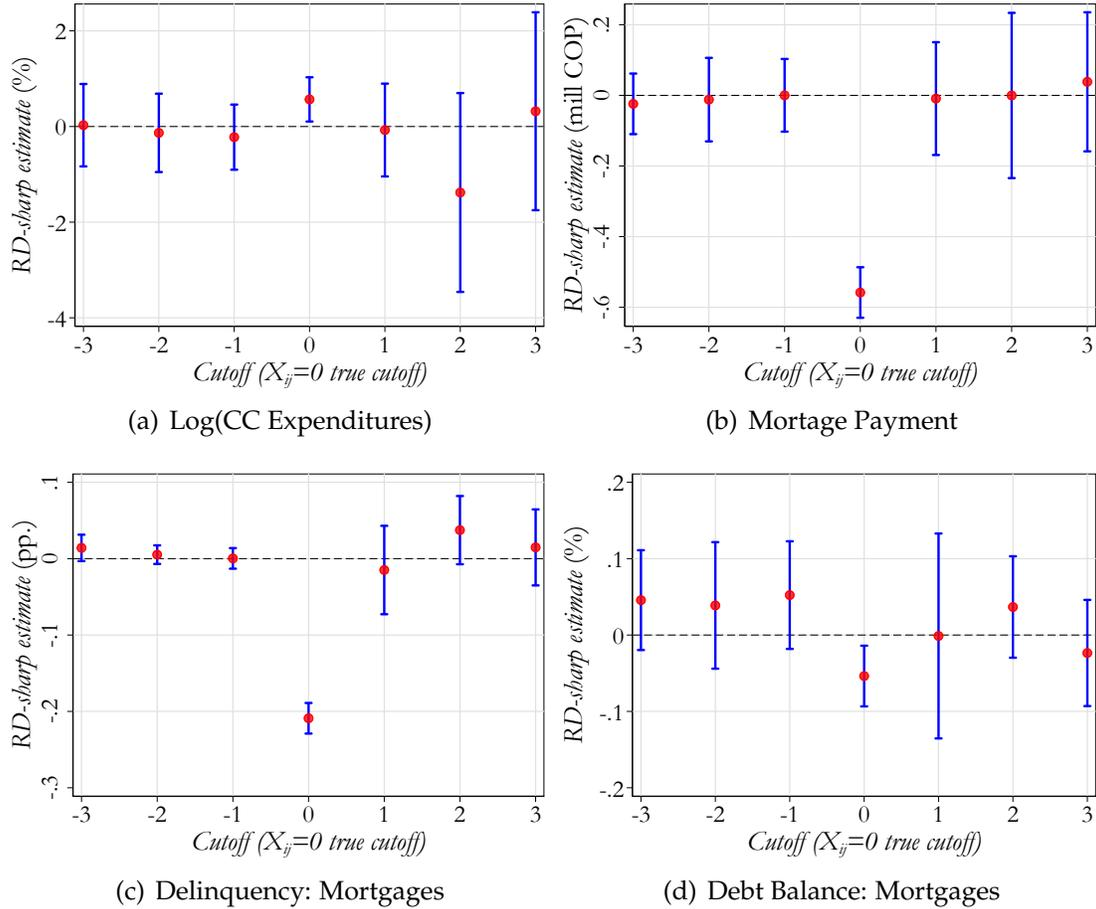 RD-sharp estimate (%)
2
0
-2
-4
-3 -2 -1 0 1 2 3
Cutoff (Xij=0 true cutoff)
(a) Log(CC Expenditures)
RD-sharp estimate (mill COP)
.2
0
-.2
-.4
-.6
-3 -2 -1 0 1 2 3
Cutoff (Xij=0 true cutoff)
(b) Mortage Payment
RD-sharp estimate (pp.)
.1
0
-.1
-.2
-.3
-3 -2 -1 0 1 2 3
Cutoff (Xij=0 true cutoff)
(c) Delinquency: Mortgages
RD-sharp estimate (%)
.2
.1
0
-.1
-.2
-3 -2 -1 0 1 2 3
Cutoff (Xij=0 true cutoff)
(d) Debt Balance: Mortgages